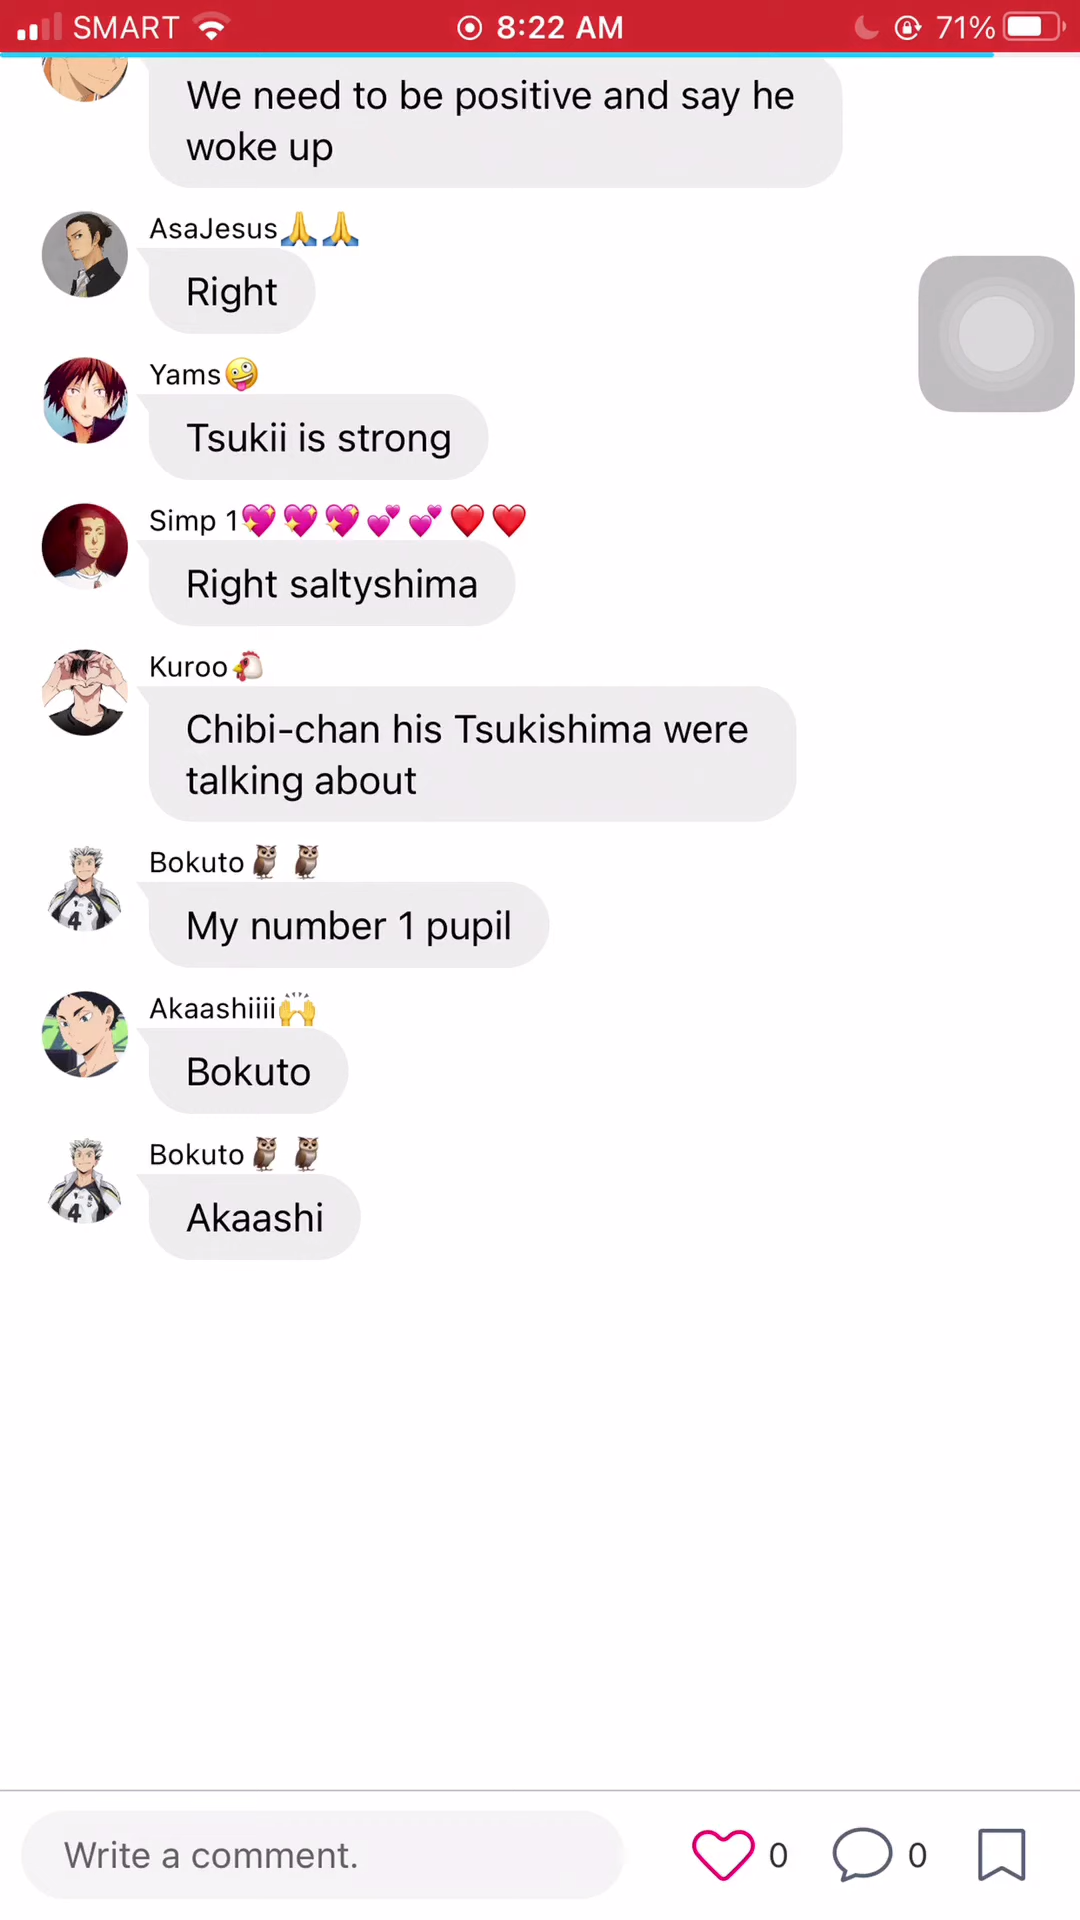 SMART 8:22 AM 71%
We need to be positive and say he
woke up
AsaJesus🙏🙏
Right
Yams🤪
Tsukii is strong
Simp 1💖💖💖💕💕❤️❤️
Right saltyshima
Kuroo🐔
Chibi-chan his Tsukishima were
talking about
Bokuto🦉🦉
My number 1 pupil
Akaashiiii🙌
Bokuto
Bokuto🦉🦉
Akaashi
Write a comment. 0 0